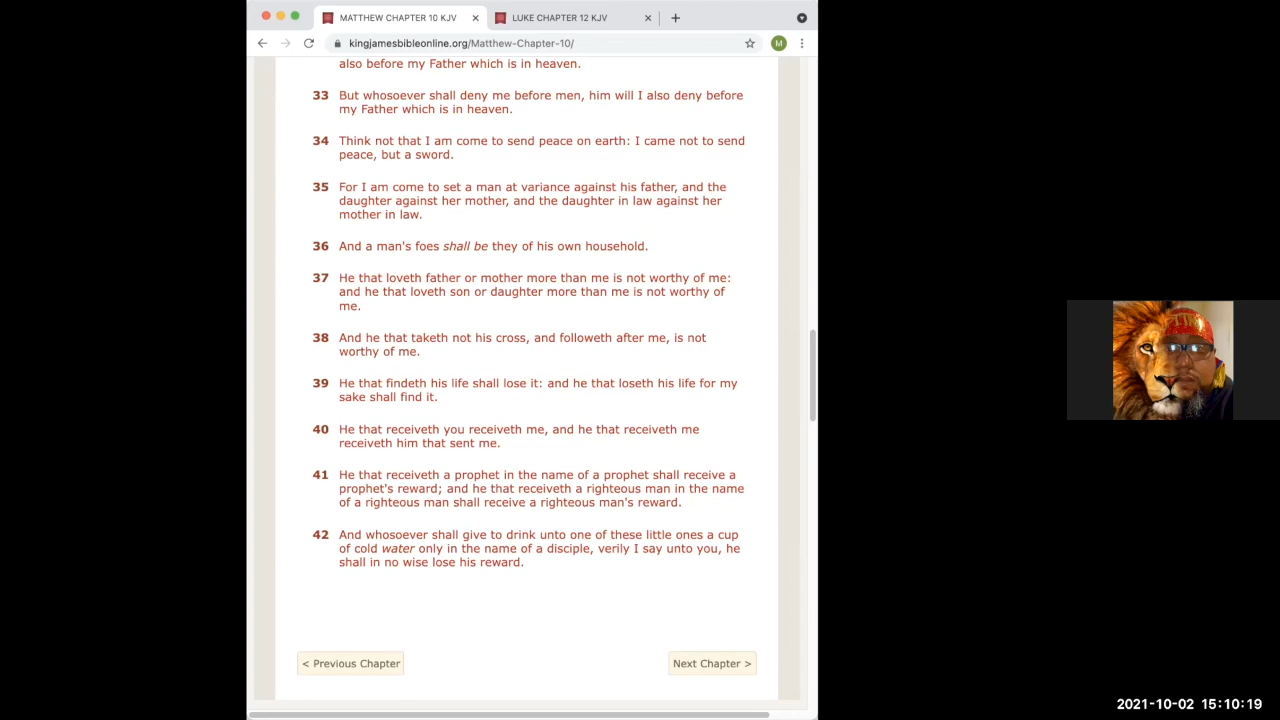 MATTHEW CHAPTER 10 KJV
LUKE CHAPTER 12 KJV
kingjamesbibleonline.org/Matthew-Chapter-10/
M
also before my Father which is in heaven.
33 But whosoever shall deny me before men, him will I also deny before
my Father which is in heaven.
34 Think not that I am come to send peace on earth: I came not to send
peace, but a sword.
35 For I am come to set a man at variance against his father, and the
daughter against her mother, and the daughter in law against her
mother in law.
36 And a man's foes shall be they of his own household.
37 He that loveth father or mother more than me is not worthy of me:
and he that loveth son or daughter more than me is not worthy of
me.
38 And he that taketh not his cross, and followeth after me, is not
worthy of me.
39 He that findeth his life shall lose it: and he that loseth his life for my
sake shall find it.
40 He that receiveth you receiveth me, and he that receiveth me
receiveth him that sent me.
41 He that receiveth a prophet in the name of a prophet shall receive a
prophet's reward; and he that receiveth a righteous man in the name
of a righteous man shall receive a righteous man's reward.
42 And whosoever shall give to drink unto one of these little ones a cup
of cold water only in the name of a disciple, verily I say unto you, he
shall in no wise lose his reward.
< Previous Chapter
Next Chapter >
2021-10-02 15:10:19